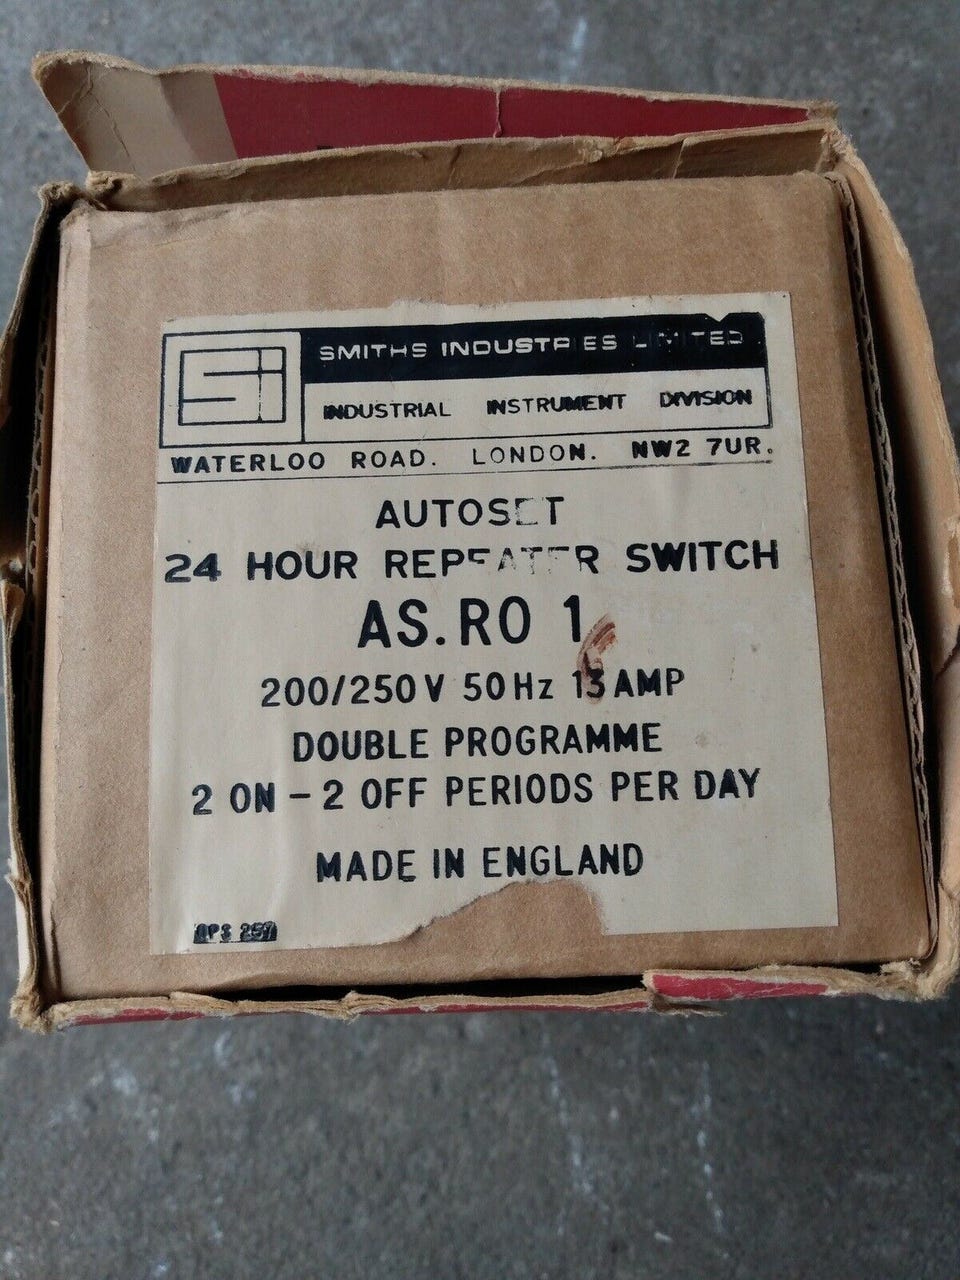 Si
SMITHS INDUSTRIES LIMITED
INDUSTRIAL INSTRUMENT DIVISION
WATERLOO ROAD. LONDON. NW2 7UR.
AUTOSET
24 HOUR REPEATER SWITCH
AS.RO 1
200/250V 50Hz 13 AMP
DOUBLE PROGRAMME
2 ON - 2 OFF PERIODS PER DAY
MADE IN ENGLAND